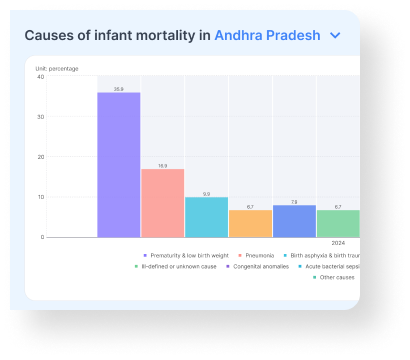 Causes of infant mortality in Andhra Pradesh
Unit: percentage
40
30
20
10
0
35.9
16.9
9.9
6.7
7.8
6.7
2024
Prematurity & low birth weight Pneumonia Birth asphyxia & birth traum
Ill-defined or unknown cause Congenital anomalies Acute bacterial sepsi
Other causes